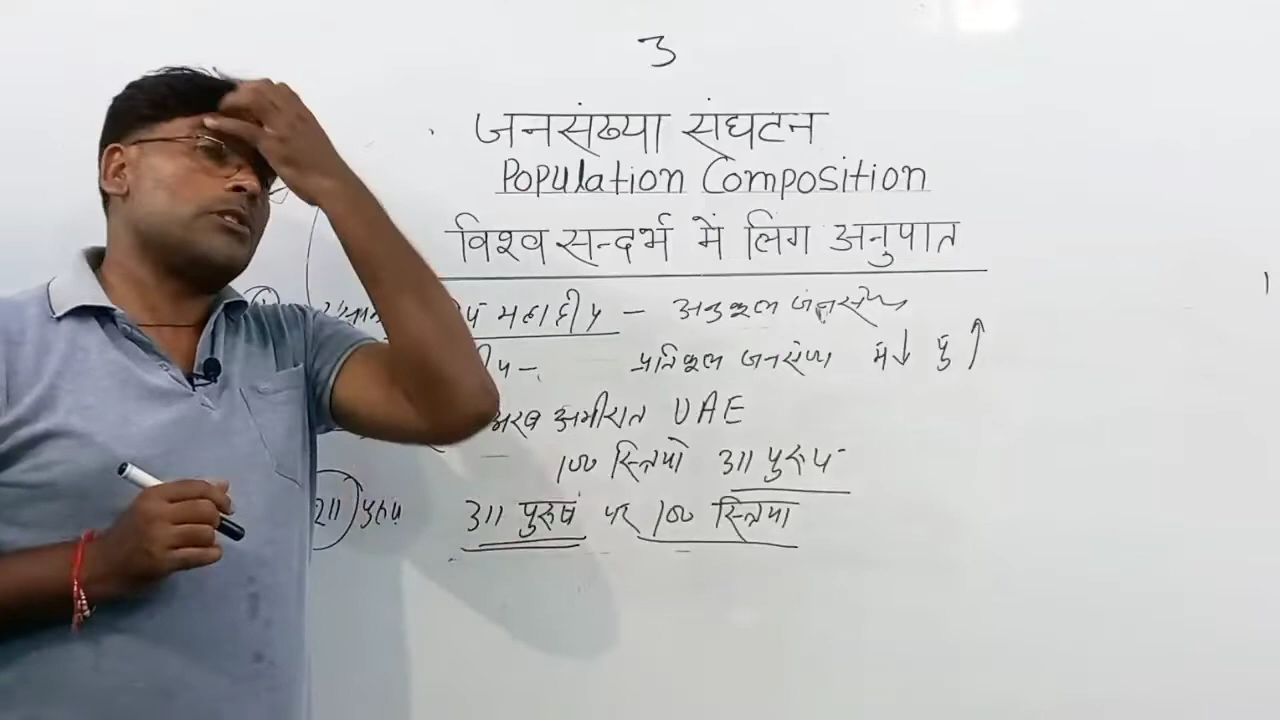 3
जनसंख्या संघटन
Population Composition
विश्व सन्दर्भ में लिंग अनुपात
महाद्वीप — अनुकूल जनसंख्या
प्रतिकूल जनसंख्या म↓ पु↑
अरब अमीरात UAE
100 स्त्रियों 311 पुरूष
311 पुरूष पर 100 स्त्रियां